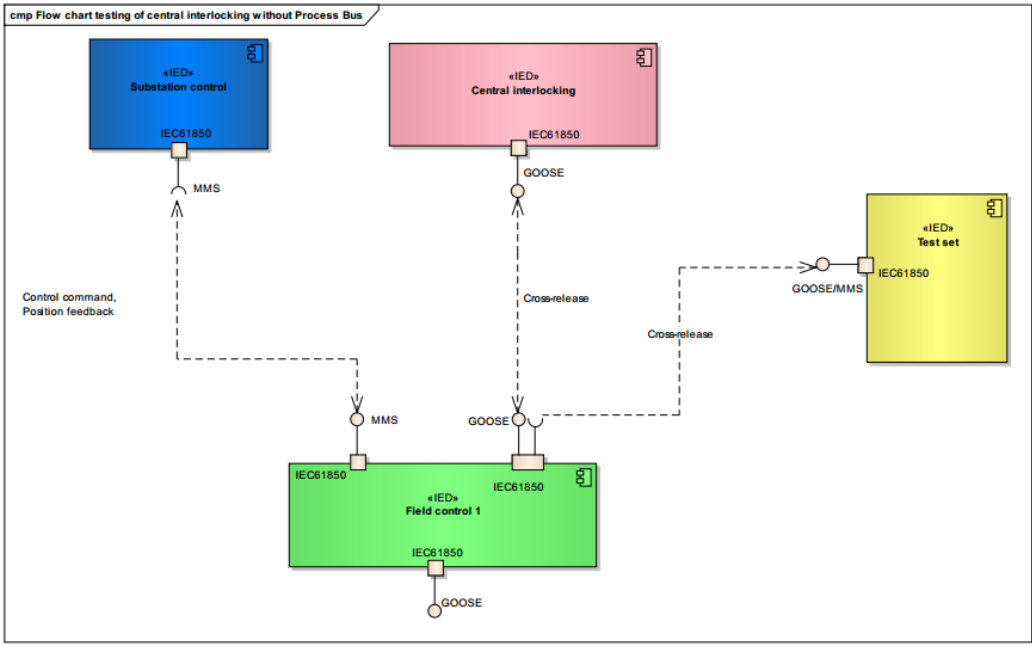 cmp Flow chart testing of central interlocking without Process Bus
«IED»
Substation control
IEC61850
MMS
«IED»
Central interlocking
IEC61850
GOOSE
«IED»
Test set
IEC61850
GOOSE/MMS
Control command,
Position feedback
Cross-release
Cross-release
MMS
GOOSE
IEC61850
IEC61850
«IED»
Field control 1
IEC61850
GOOSE